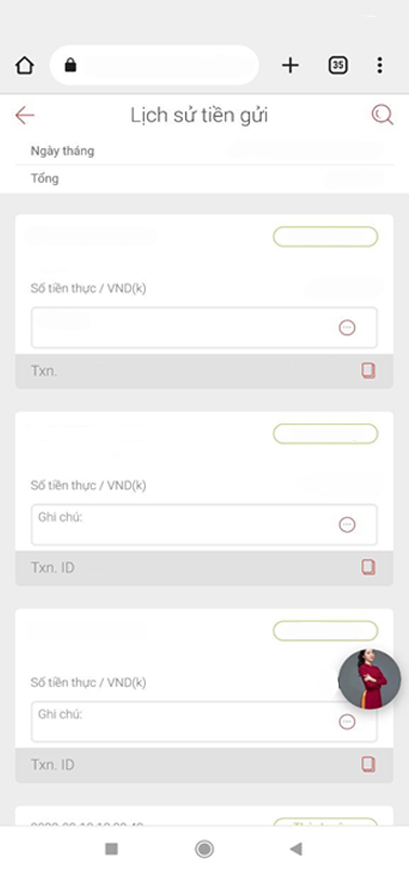 35
Lịch sử tiền gửi
Ngày tháng
Tổng
Số tiền thực / VND(k)
Txn.
Số tiền thực / VND(k)
Ghi chú:
Txn. ID
Số tiền thực / VND(k)
Ghi chú:
Txn. ID